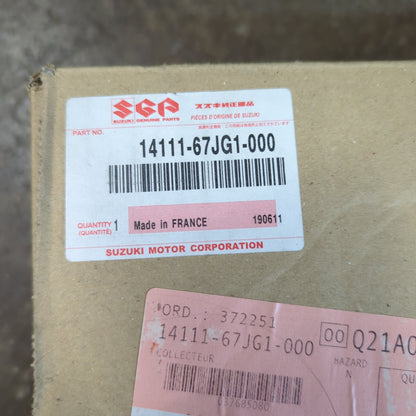 SGP
SUZUKI GENUINE PARTS
スズキ純正部品
PIÈCES D'ORIGINE DE SUZUKI
PART NO.
14111-67JG1-000
QUANTITY
(QUANTITÉ)
1
Made in FRANCE
190611
SUZUKI MOTOR CORPORATION
ORD.: 372251
14111-67JG1-000
COLLECTEUR
00
Q21A0
HAZARD
N
QU